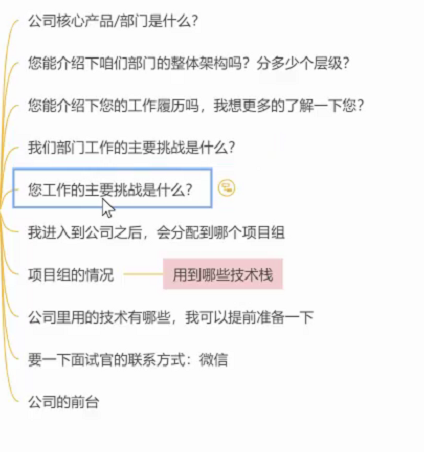 公司核心产品/部门是什么?
您能介绍下咱们部门的整体架构吗？分多少个层级?
您能介绍下您的工作履历吗，我想更多的了解一下您?
我们部门工作的主要挑战是什么?
您工作的主要挑战是什么?
我进入到公司之后，会分配到哪个项目组
项目组的情况 用到哪些技术栈
公司里用的技术有哪些，我可以提前准备一下
要一下面试官的联系方式：微信
公司的前台